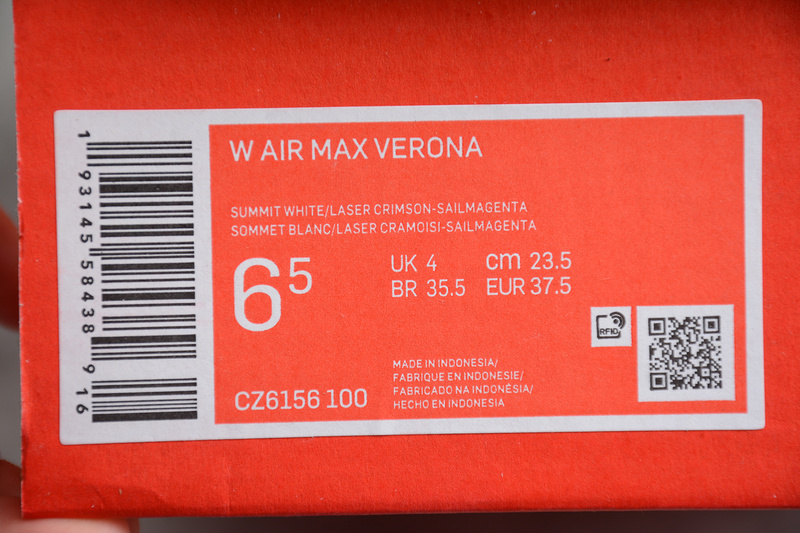 W AIR MAX VERONA
SUMMIT WHITE/LASER CRIMSON-SAILMAGENTA
SOMMET BLANC/LASER CRAMOISI-SAILMAGENTA
6 5
UK 4 cm 23.5
BR 35.5 EUR 37.5
RFID
MADE IN INDONESIA/
FABRIQUE EN INDONESIE/
FABRICADO NA INDONÉSIA/
HECHO EN INDONESIA
CZ6156 100
1 93145 58438 9 16